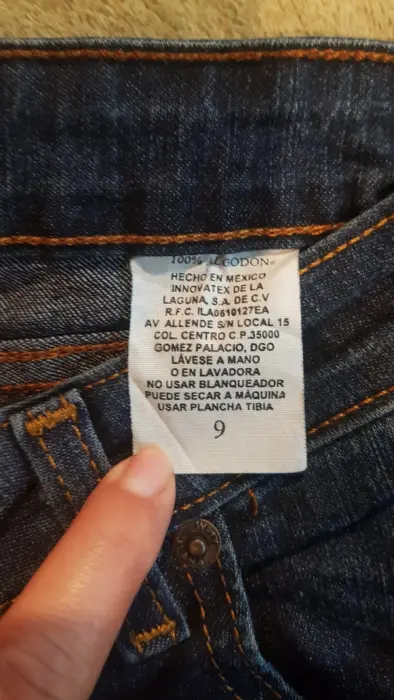 100% ALGODON
HECHO EN MÉXICO
INNOVATEX DE LA
LAGUNA, S.A. DE C.V
R.F.C. ILA0610127EA
AV ALLENDE S/N LOCAL 15
COL. CENTRO C.P.35000
GOMEZ PALACIO, DGO
LÁVESE A MANO
O EN LAVADORA
NO USAR BLANQUEADOR
PUEDE SECAR A MÁQUINA
USAR PLANCHA TIBIA
9